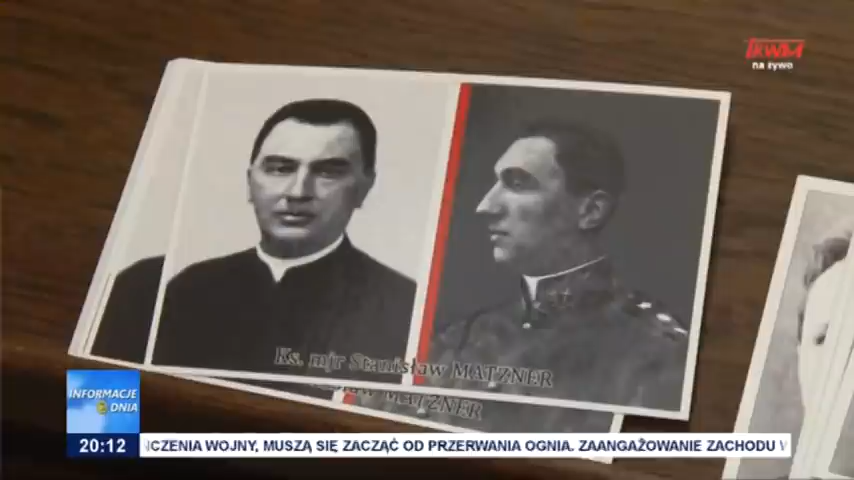 TRWAM
na żywo
Ks. mjr Stanisław MATZNER
MATZNER
INFORMACJE
DNIA
20:12
CZENIA WOJNY, MUSZĄ SIĘ ZACZĄĆ OD PRZERWANIA OGNIA. ZAANGAŻOWANIE ZACHODU